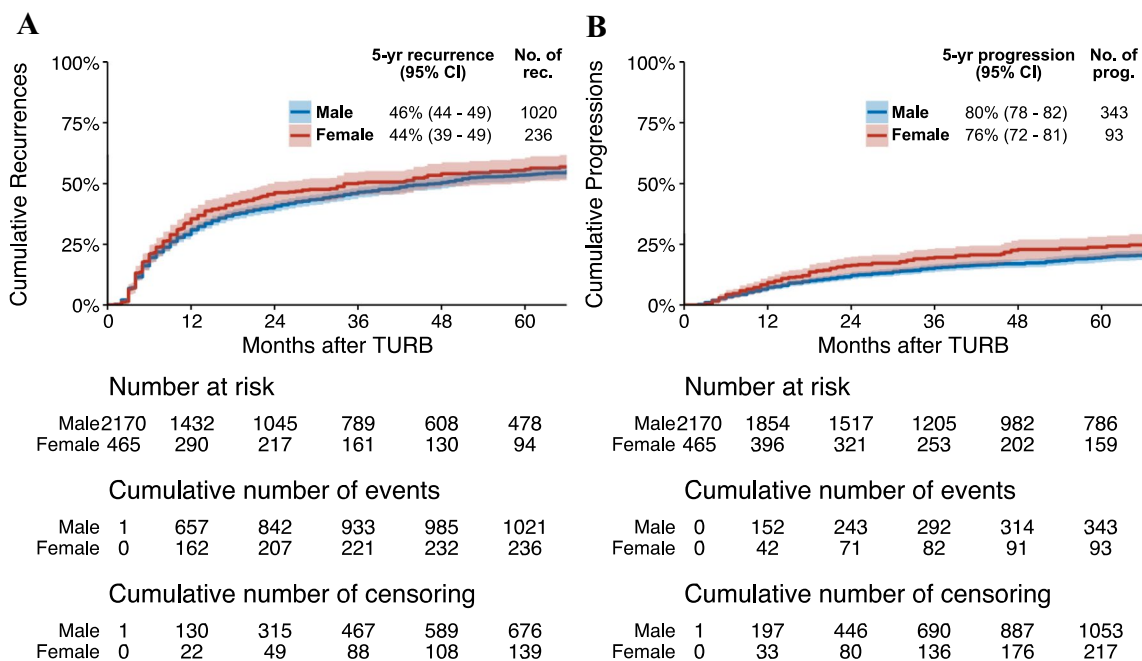 A
5-yr recurrence No. of
(95% CI) rec.
Male 46% (44 - 49) 1020
Female 44% (39 - 49) 236
Cumulative Recurrences
100%
75%
50%
25%
0%
0 12 24 36 48 60
Months after TURB
Number at risk
Male 2170 1432 1045 789 608 478
Female 465 290 217 161 130 94
Cumulative number of events
Male 1 657 842 933 985 1021
Female 0 162 207 221 232 236
Cumulative number of censoring
Male 1 130 315 467 589 676
Female 0 22 49 88 108 139
B
5-yr progression No. of
(95% CI) prog.
Male 80% (78 - 82) 343
Female 76% (72 - 81) 93
Cumulative Progressions
100%
75%
50%
25%
0%
0 12 24 36 48 60
Months after TURB
Number at risk
Male 2170 1854 1517 1205 982 786
Female 465 396 321 253 202 159
Cumulative number of events
Male 0 152 243 292 314 343
Female 0 42 71 82 91 93
Cumulative number of censoring
Male 1 197 446 690 887 1053
Female 0 33 80 136 176 217